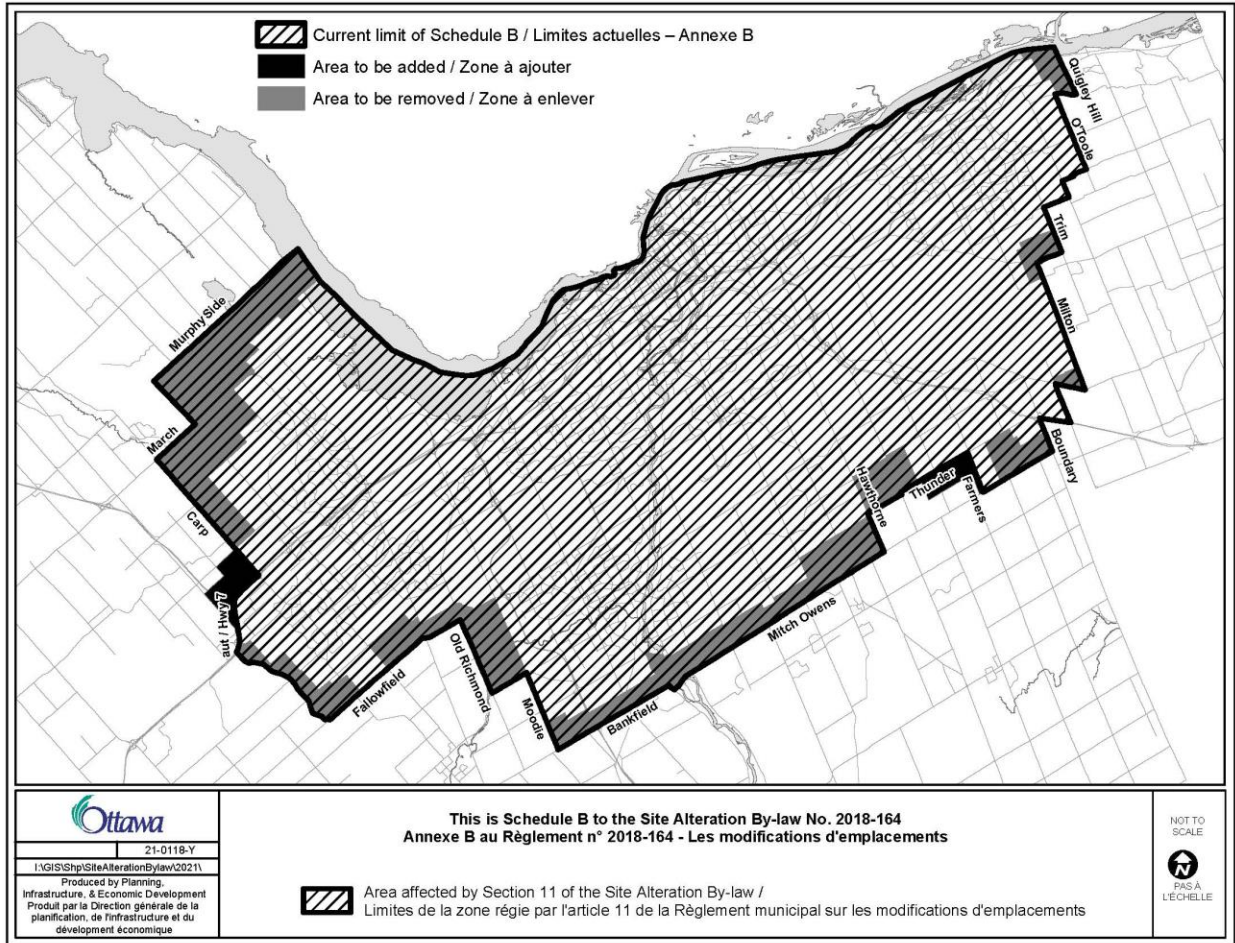 Current limit of Schedule B / Limites actuelles – Annexe B
Area to be added / Zone à ajouter
Area to be removed / Zone à enlever
Quigley Hill
O'Toole
Trim
Milton
Boundary
Farmers
Thunder
Hawthorne
Mitch Owens
Bankfield
Moodie
Old Richmond
Fallowfield
aut / Hwy 7
Carp
March
Murphy Side
Ottawa
21-0118-Y
I:\GIS\Shp\SiteAlterationBylaw\2021\
Produced by Planning,
Infrastructure, & Economic Development
Produit par la Direction générale de la
planification, de l'infrastructure et du
développement économique
This is Schedule B to the Site Alteration By-law No. 2018-164
Annexe B au Règlement n° 2018-164 - Les modifications d'emplacements
Area affected by Section 11 of the Site Alteration By-law /
Limites de la zone régie par l'article 11 de la Règlement municipal sur les modifications d'emplacements
NOT TO
SCALE
N
PAS À
L'ÉCHELLE